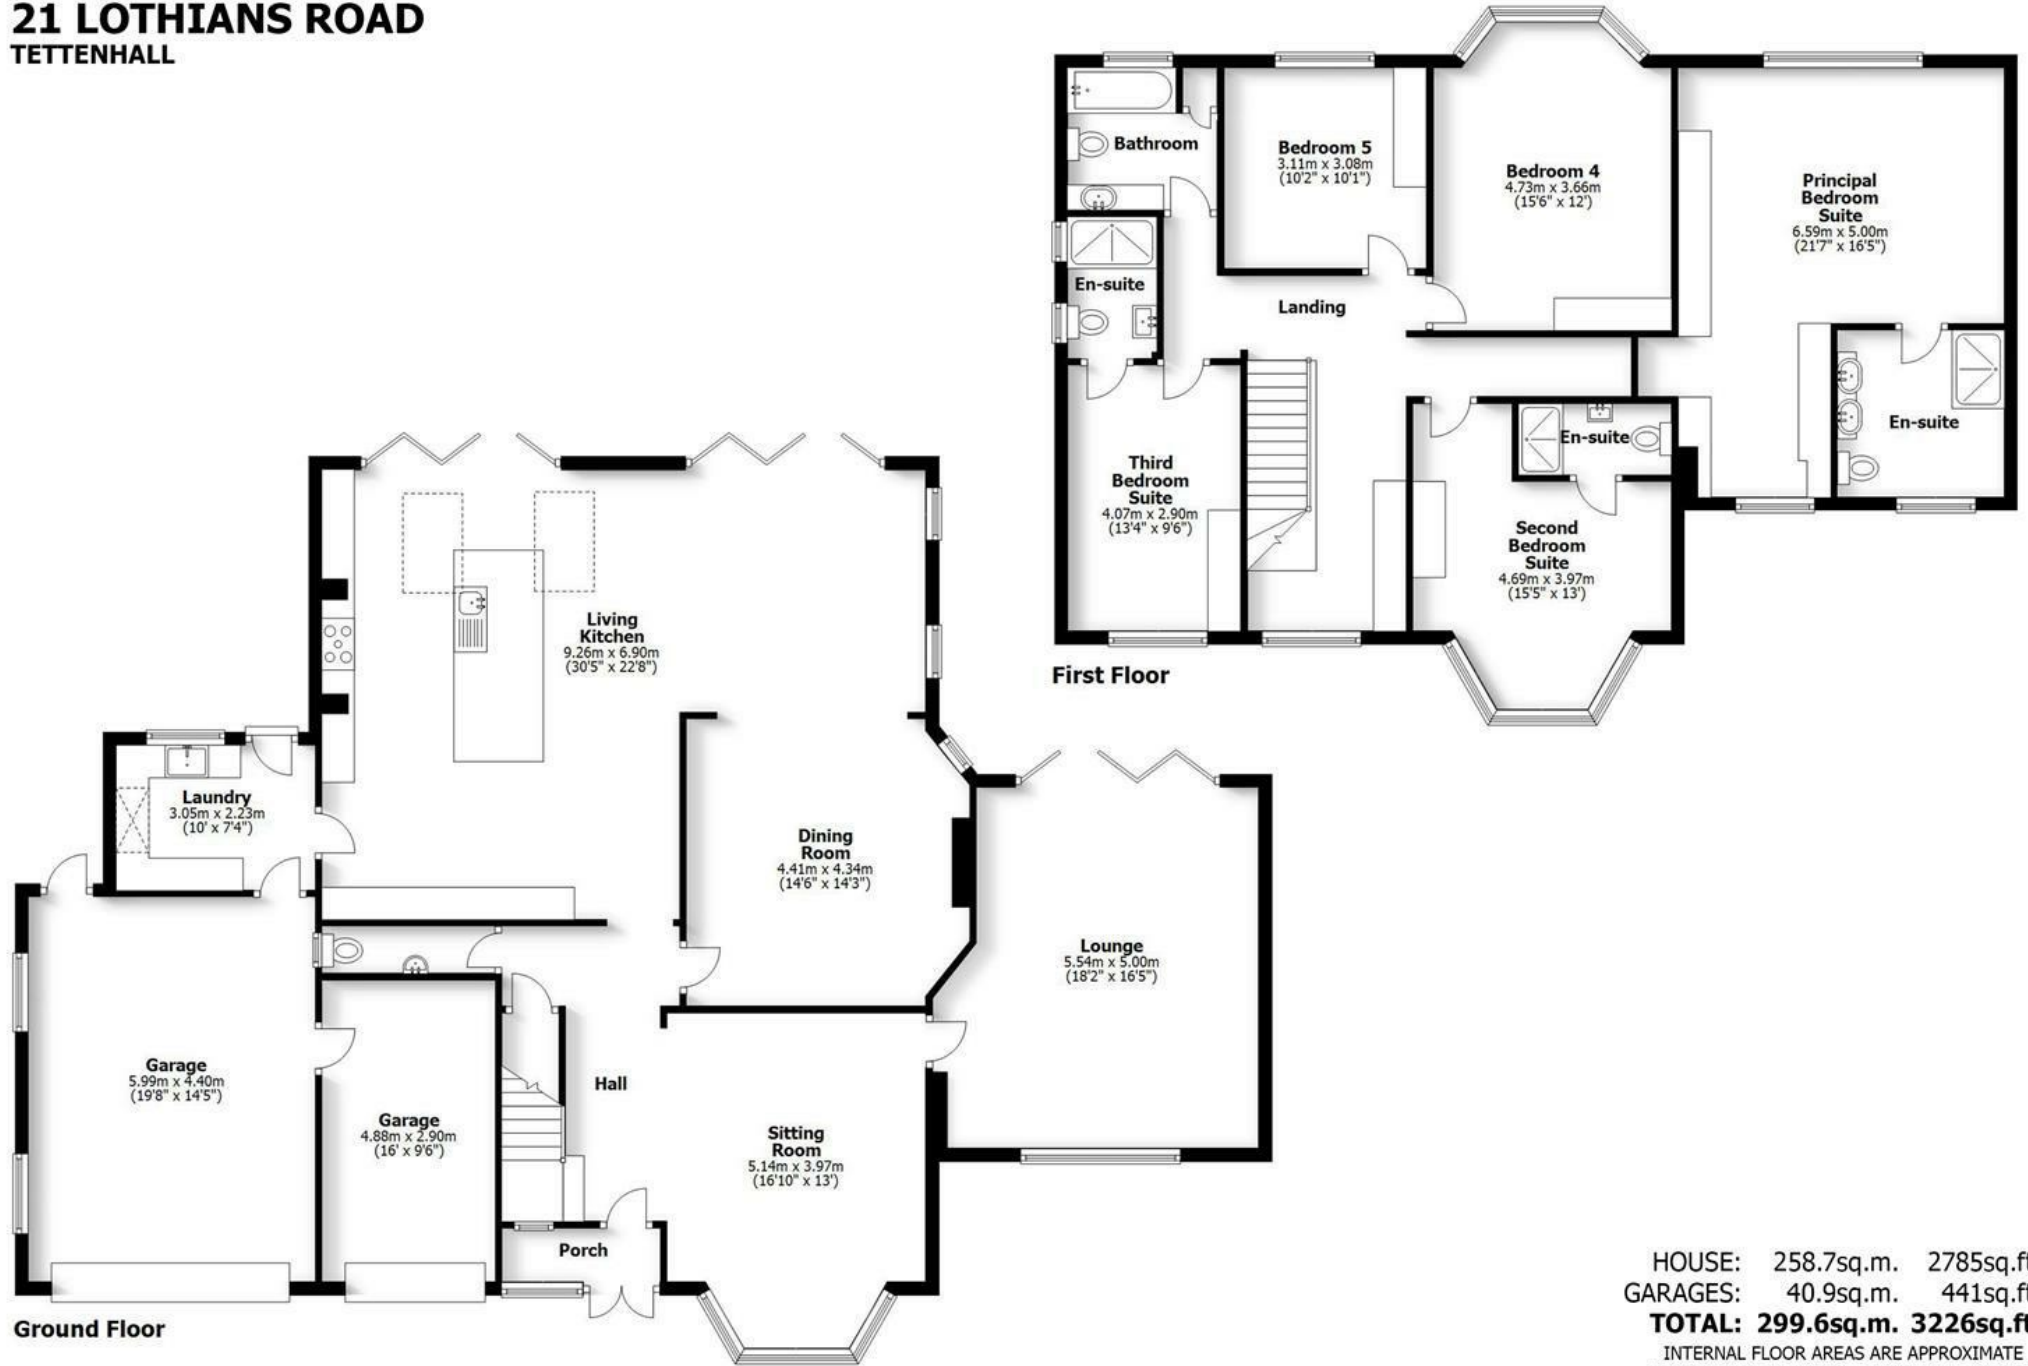 21 LOTHIANS ROAD
TETTENHALL
Bathroom
Bedroom 5
3.11m x 3.08m
(10'2" x 10'1")
Bedroom 4
4.73m x 3.66m
(15'6" x 12')
Principal
Bedroom
Suite
6.59m x 5.00m
(21'7" x 16'5")
En-suite
Landing
En-suite
En-suite
Third
Bedroom
Suite
4.07m x 2.90m
(13'4" x 9'6")
Second
Bedroom
Suite
4.69m x 3.97m
(15'5" x 13')
First Floor
Living
Kitchen
9.26m x 6.90m
(30'5" x 22'8")
Laundry
3.05m x 2.23m
(10' x 7'4")
Dining
Room
4.41m x 4.34m
(14'6" x 14'3")
Lounge
5.54m x 5.00m
(18'2" x 16'5")
Garage
5.99m x 4.40m
(19'8" x 14'5")
Hall
Garage
4.88m x 2.90m
(16' x 9'6")
Sitting
Room
5.14m x 3.97m
(16'10" x 13')
Porch
Ground Floor
HOUSE: 258.7sq.m. 2785sq.ft
GARAGES: 40.9sq.m. 441sq.ft
TOTAL: 299.6sq.m. 3226sq.ft
INTERNAL FLOOR AREAS ARE APPROXIMATE